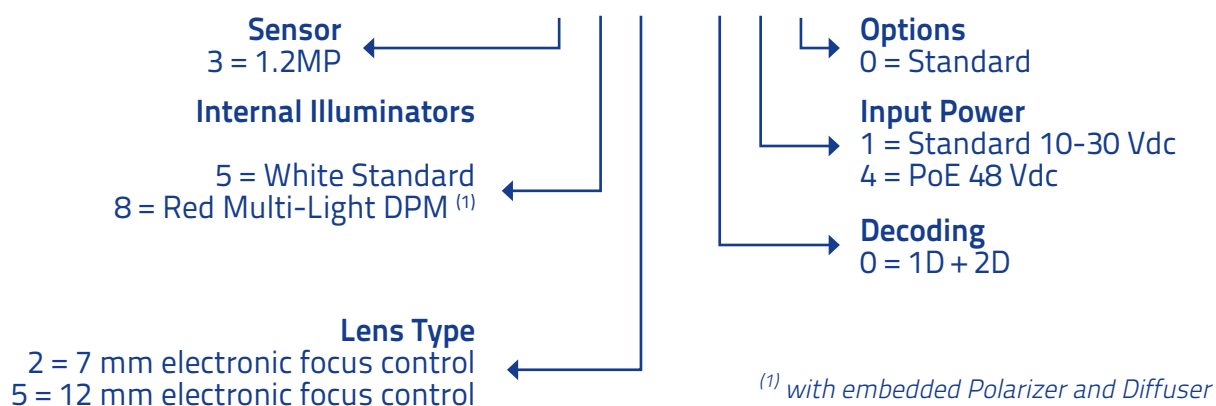 Sensor
3 = 1.2MP
Internal Illuminators
5 = White Standard
8 = Red Multi-Light DPM (1)
Lens Type
2 = 7 mm electronic focus control
5 = 12 mm electronic focus control
Options
0 = Standard
Input Power
1 = Standard 10-30 Vdc
4 = PoE 48 Vdc
Decoding
0 = 1D + 2D
(1) with embedded Polarizer and Diffuser